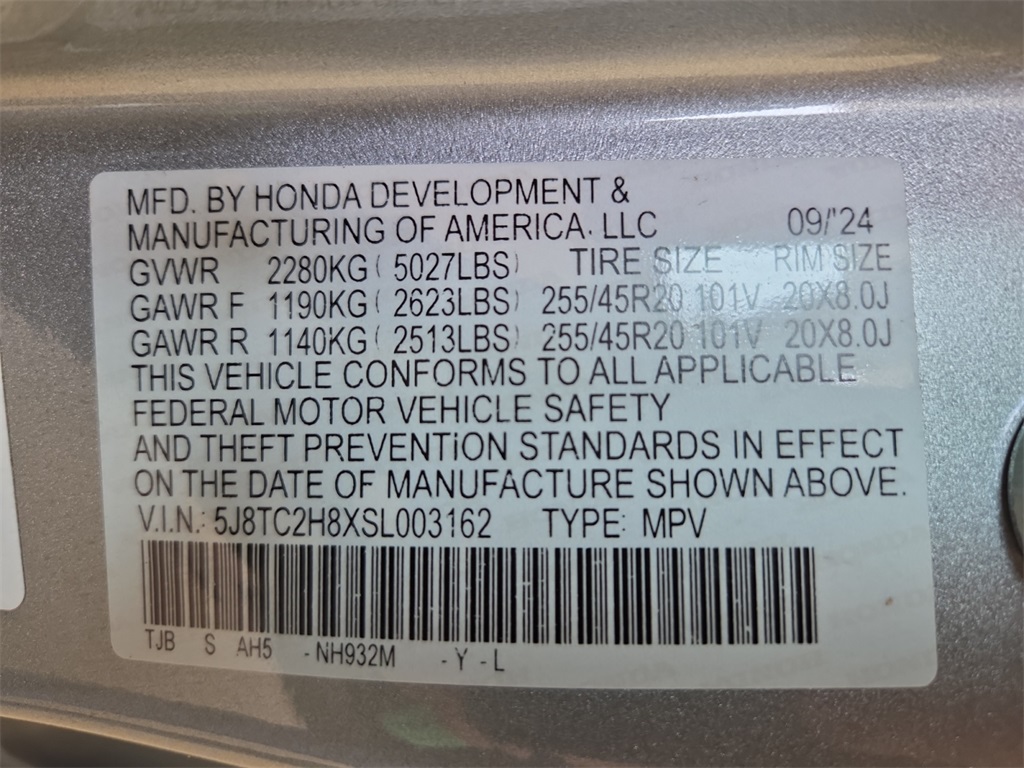 MFD. BY HONDA DEVELOPMENT &
MANUFACTURING OF AMERICA. LLC 09/'24
GVWR 2280KG ( 5027LBS) TIRE SIZE RIM SIZE
GAWR F 1190KG ( 2623LBS) 255/45R20 101V 20X8.0J
GAWR R 1140KG ( 2513LBS) 255/45R20 101V 20X8.0J
THIS VEHICLE CONFORMS TO ALL APPLICABLE
FEDERAL MOTOR VEHICLE SAFETY
AND THEFT PREVENTION STANDARDS IN EFFECT
ON THE DATE OF MANUFACTURE SHOWN ABOVE.
V.I.N.: 5J8TC2H8XSL003162 TYPE: MPV
TJB S AH5 -NH932M -Y -L